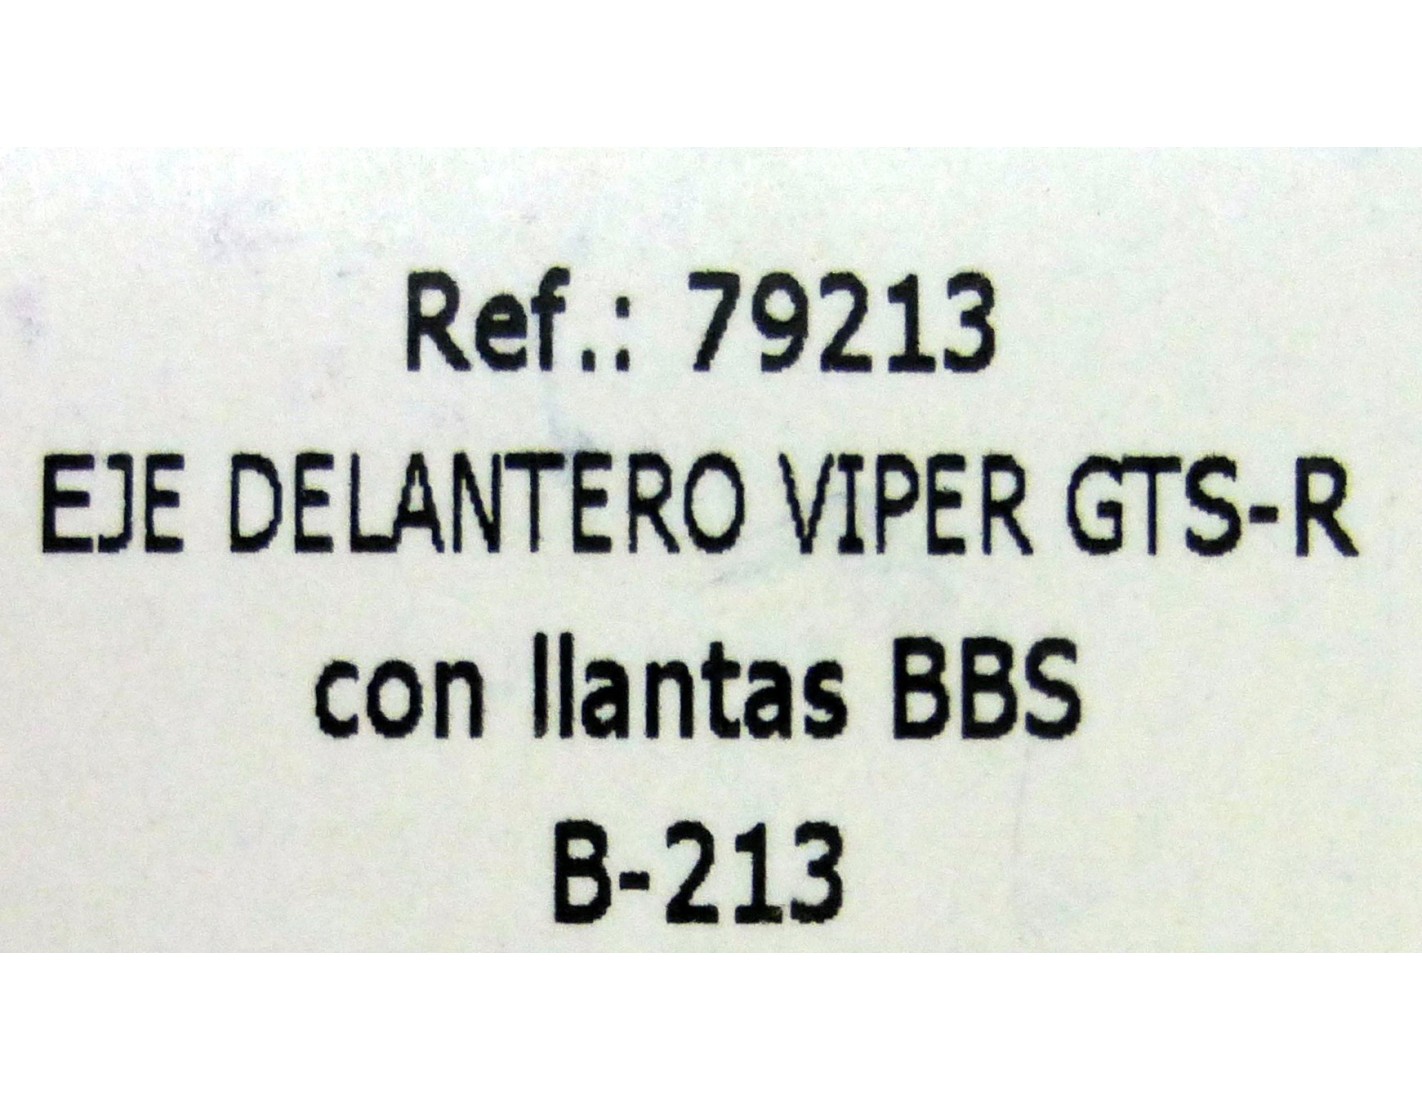 Ref.: 79213
EJE DELANTERO VIPER GTS-R
con llantas BBS
B-213